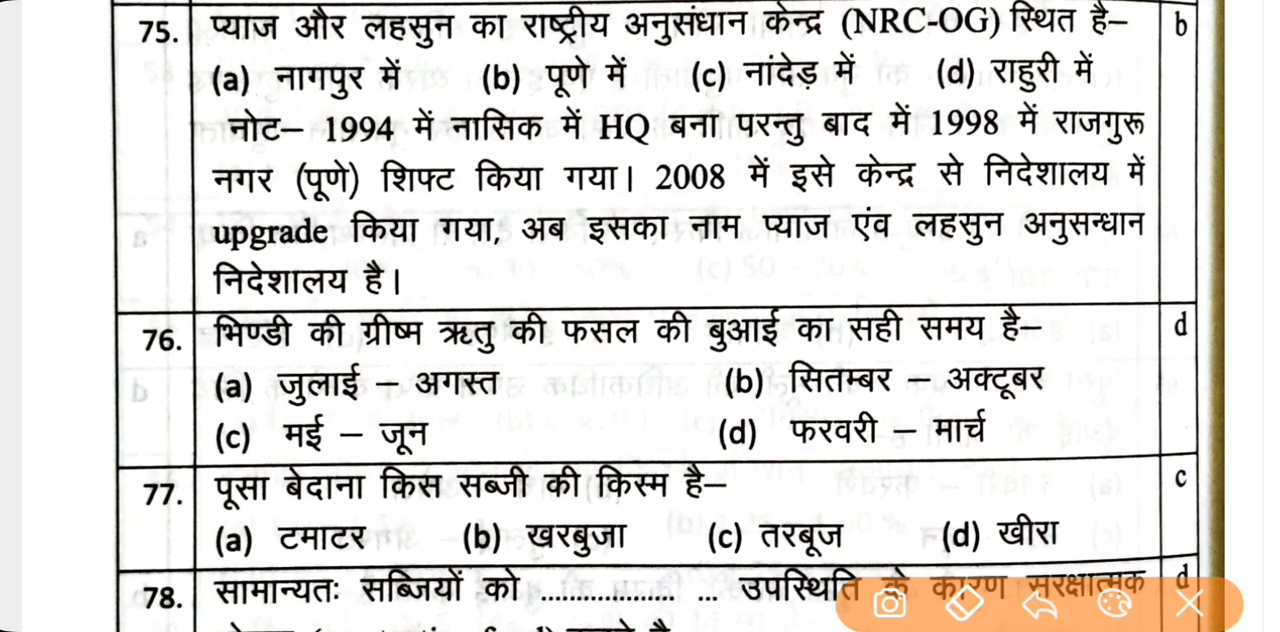 75. प्याज और लहसुन का राष्ट्रीय अनुसंधान केन्द्र (NRC-OG) स्थित है– b
(a) नागपुर में (b) पूणे में (c) नांदेड़ में (d) राहुरी में
नोट– 1994 में नासिक में HQ बना परन्तु बाद में 1998 में राजगुरू
नगर (पूणे) शिफ्ट किया गया। 2008 में इसे केन्द्र से निदेशालय में
upgrade किया गया, अब इसका नाम प्याज एंव लहसुन अनुसन्धान
निदेशालय है।
76. भिण्डी की ग्रीष्म ऋतु की फसल की बुआई का सही समय है– d
(a) जुलाई – अगस्त (b) सितम्बर – अक्टूबर
(c) मई – जून (d) फरवरी – मार्च
77. पूसा बेदाना किस सब्जी की किस्म है– c
(a) टमाटर (b) खरबुजा (c) तरबूज (d) खीरा
78. सामान्यतः सब्जियों को ..................... ... उपस्थिति के कारण सरक्षात्मक d